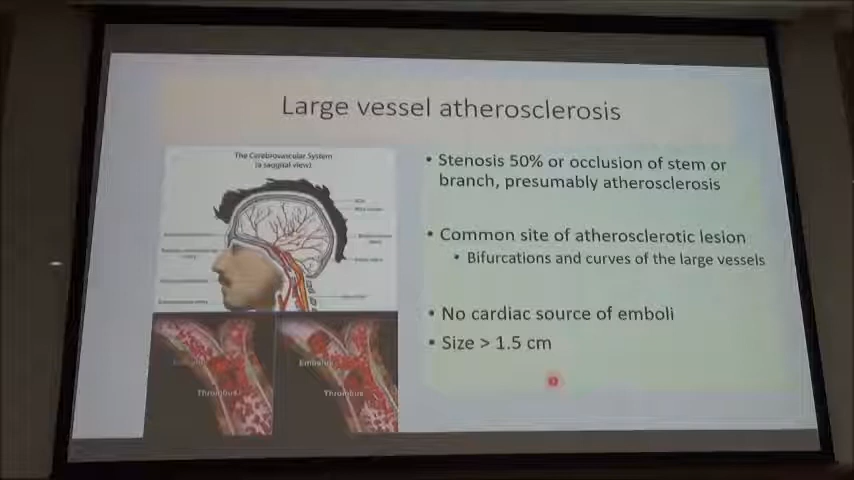 Large vessel atherosclerosis
The Cerebrovascular System
(a saggital view)
• Stenosis 50% or occlusion of stem or
branch, presumably atherosclerosis
• Common site of atherosclerotic lesion
• Bifurcations and curves of the large vessels
• No cardiac source of emboli
• Size > 1.5 cm
Embolus
Thrombus
Thrombus